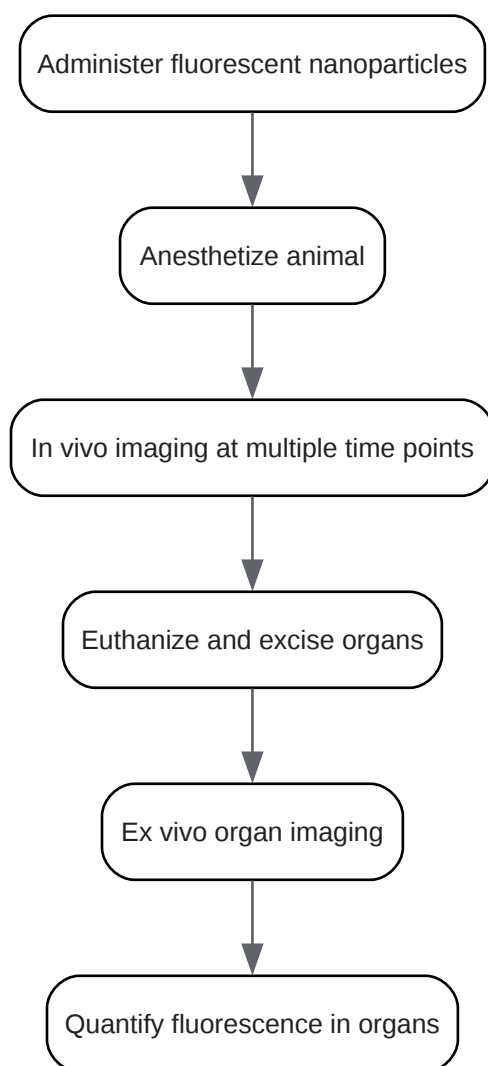 Administer fluorescent nanoparticles
Anesthetize animal
In vivo imaging at multiple time points
Euthanize and excise organs
Ex vivo organ imaging
Quantify fluorescence in organs